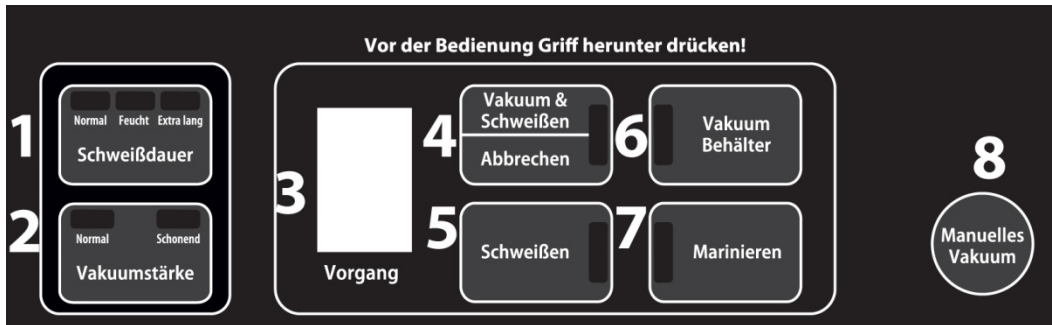 Vor der Bedienung Griff herunter drücken!
1
Normal Feucht Extra lang
Schweißdauer
2
Normal Schonend
Vakuumstärke
3
Vorgang
4
Vakuum &
Schweißen
Abbrechen
5
Schweißen
6
Vakuum
Behälter
7
Marinieren
8
Manuelles
Vakuum